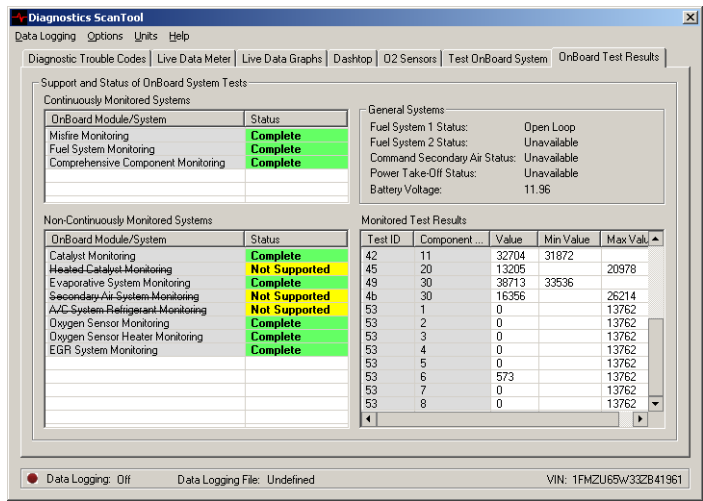 Diagnostics ScanTool
Data Logging Options Units Help
Diagnostic Trouble Codes Live Data Meter Live Data Graphs Dashtop O2 Sensors Test OnBoard System OnBoard Test Results
Support and Status of OnBoard System Tests
Continuously Monitored Systems
OnBoard Module/System Status
Misfire Monitoring Complete
Fuel System Monitoring Complete
Comprehensive Component Monitoring Complete
General Systems
Fuel System 1 Status: Open Loop
Fuel System 2 Status: Unavailable
Command Secondary Air Status: Unavailable
Power Take-Off Status: Unavailable
Battery Voltage: 11.96
Non-Continuously Monitored Systems
OnBoard Module/System Status
Catalyst Monitoring Complete
Heated Catalyst Monitoring Not Supported
Evaporative System Monitoring Complete
Secondary Air System Monitoring Not Supported
A/C System Refrigerant Monitoring Not Supported
Oxygen Sensor Monitoring Complete
Oxygen Sensor Heater Monitoring Complete
EGR System Monitoring Complete
Monitored Test Results
Test ID Component ... Value Min Value Max Valu
42 11 32704 31872
45 20 13205 20978
49 30 38713 33536
4b 30 16356 26214
53 1 0 13762
53 2 0 13762
53 3 0 13762
53 4 0 13762
53 5 0 13762
53 6 573 13762
53 7 0 13762
53 8 0 13762
Data Logging: Off Data Logging File: Undefined VIN: 1FMZU65W33ZB41961